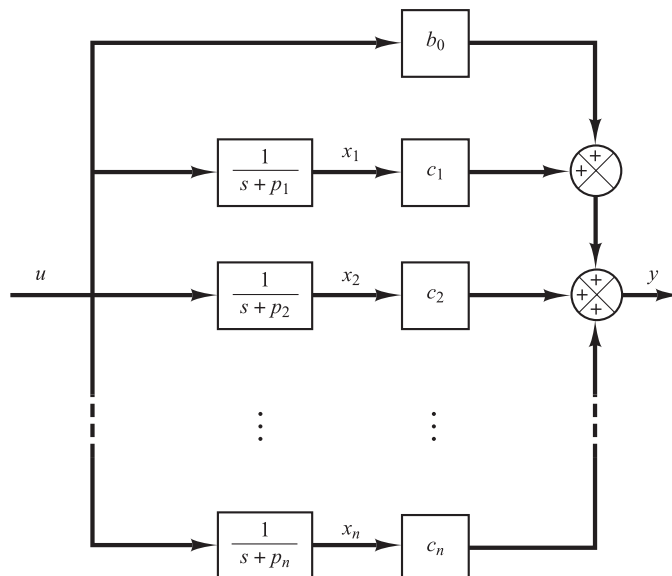 b₀
+
+
1
s + p₁
x₁
c₁
u
1
s + p₂
x₂
c₂
+
+
+
y
⋮
⋮
1
s + pₙ
xₙ
cₙ